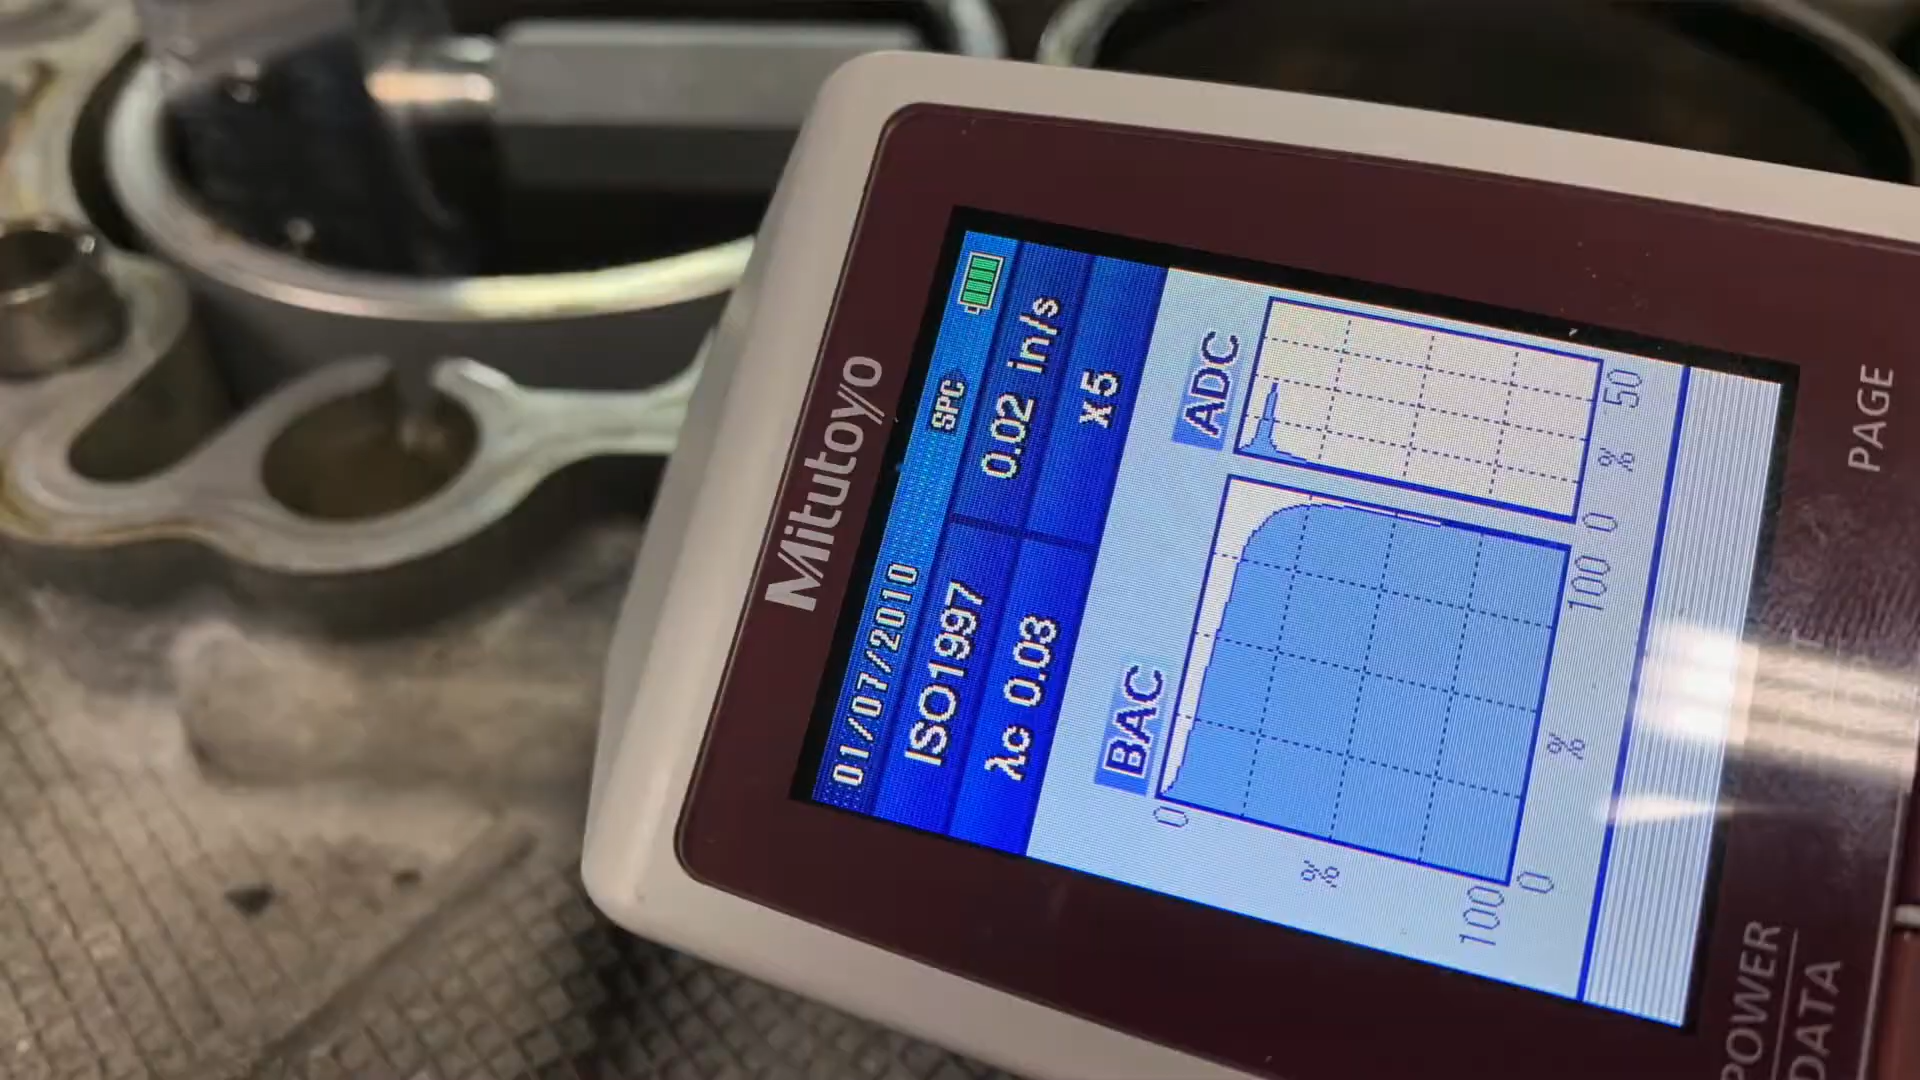 Mitutoyo
01/07/2010 SPC
ISO1997 0.02 in/s
λc 0.03 x5
BAC ADC
0
%
100
0 % 100 0 % 50
POWER
DATA
PAGE